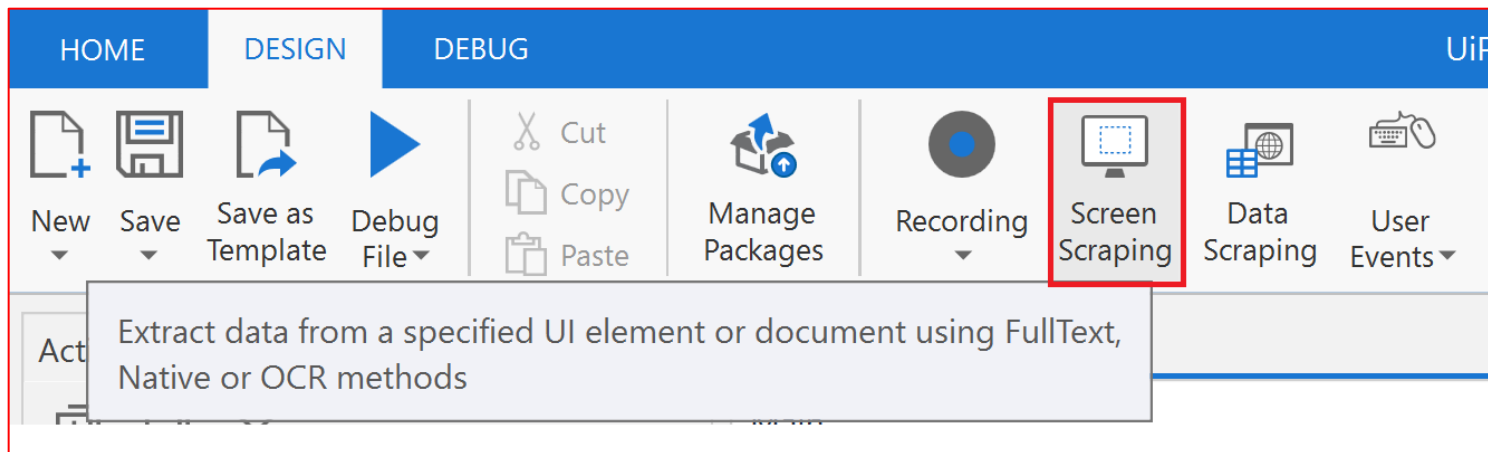 HOME DESIGN DEBUG UiP
Cut
Copy
Paste
New Save Save as Template Debug File
Manage Packages
Recording
Screen Scraping
Data Scraping
User Events
Acti
Extract data from a specified UI element or document using FullText,
Native or OCR methods